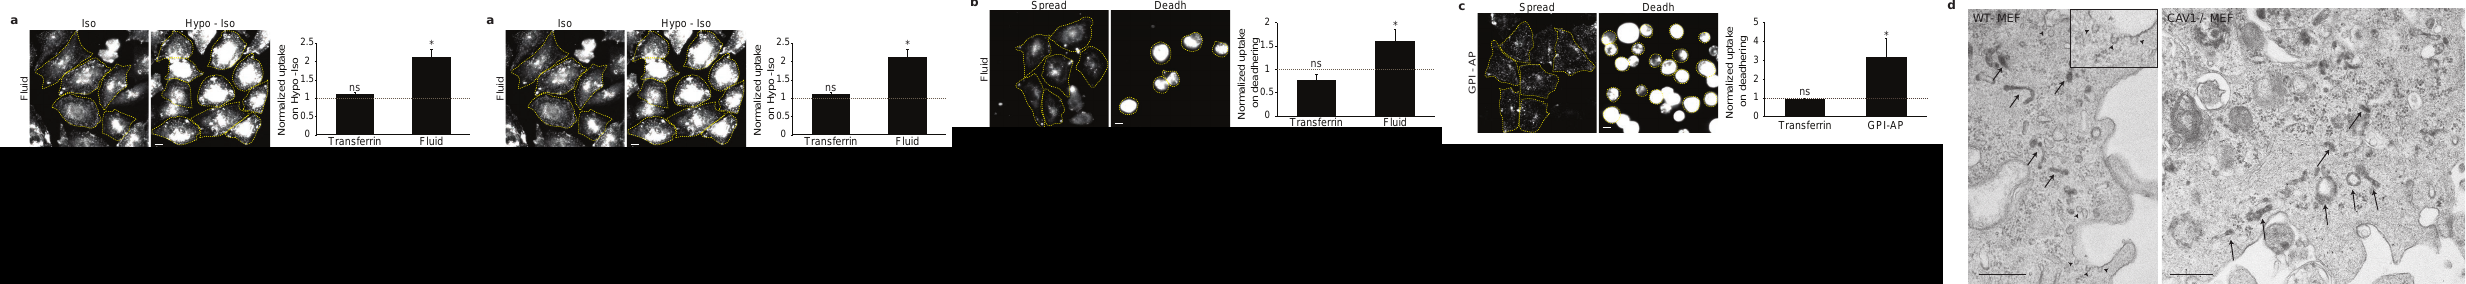 a
Iso
Hypo - Iso
Fluid
Normalized uptake
on Hypo - Iso
2.5
2
1.5
1
0.5
0
ns
*
Transferrin
Fluid
a
Iso
Hypo - Iso
Fluid
Normalized uptake
on Hypo - Iso
2.5
2
1.5
1
0.5
0
ns
*
Transferrin
Fluid
b
Spread
Deadh
Fluid
Normalized uptake
on deadhering
2
1.5
1
0.5
0
ns
*
Transferrin
Fluid
c
Spread
Deadh
GPI - AP
Normalized uptake
on deadhering
5
4
3
2
1
0
ns
*
Transferrin
GPI-AP
d
WT- MEF
CAV1-/- MEF